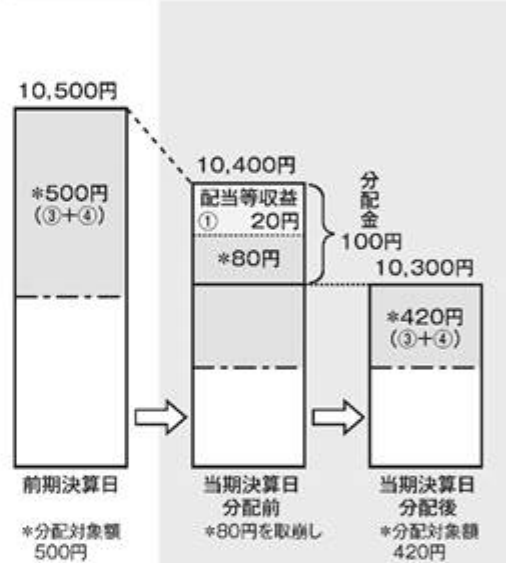 10,500円
*500円
(③+④)
前期決算日
*分配対象額
500円
10,400円
配当等収益
① 20円
*80円
分配金
100円
当期決算日
分配前
*80円を取崩し
10,300円
*420円
(③+④)
当期決算日
分配後
*分配対象額
420円